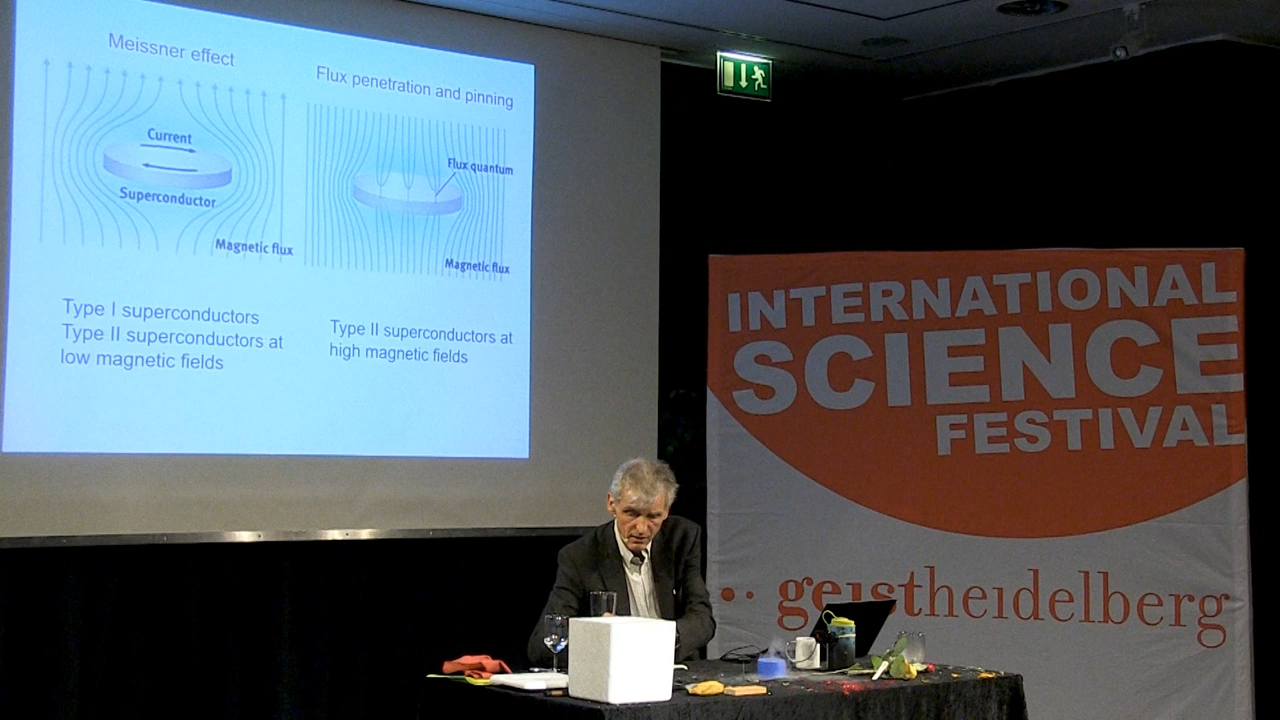 Meissner effect
Current
Superconductor
Magnetic flux
Type I superconductors
Type II superconductors at
low magnetic fields
Flux penetration and pinning
Flux quantum
Magnetic flux
Type II superconductors at
high magnetic fields
INTERNATIONAL
SCIENCE
FESTIVAL
geistheidelberg